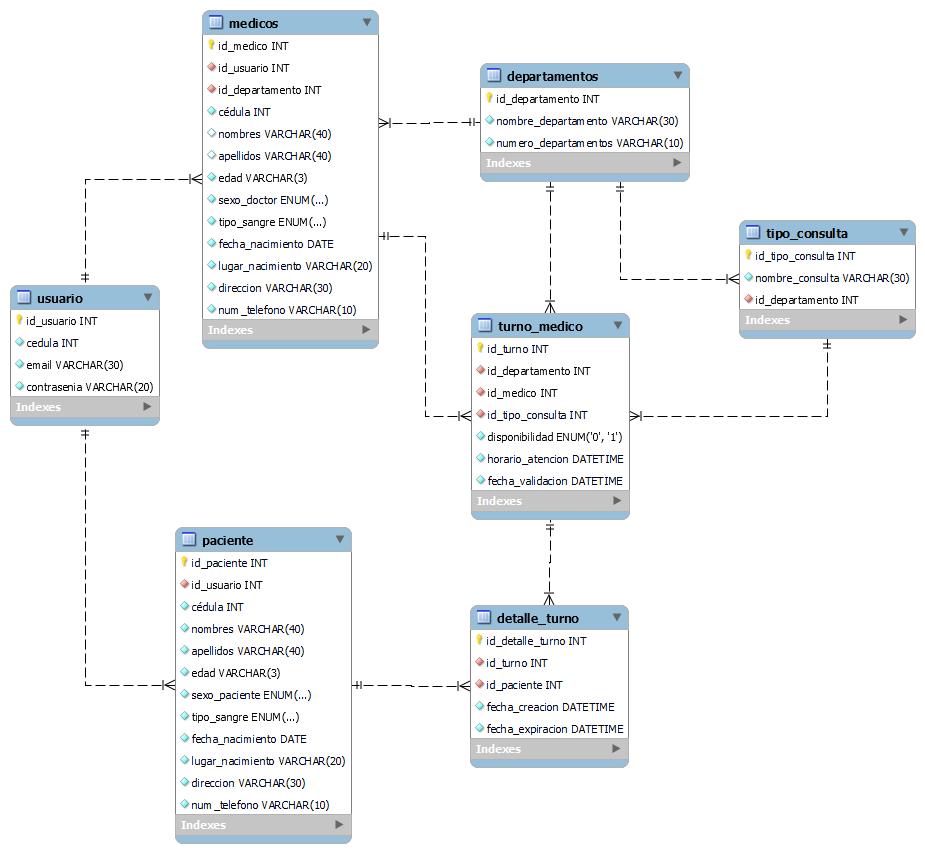 medicos
id_medico INT
id_usuario INT
id_departamento INT
cédula INT
nombres VARCHAR(40)
apellidos VARCHAR(40)
edad VARCHAR(3)
sexo_doctor ENUM(...)
tipo_sangre ENUM(...)
fecha_nacimiento DATE
lugar_nacimiento VARCHAR(20)
direccion VARCHAR(30)
num_telefono VARCHAR(10)
Indexes
departamentos
id_departamento INT
nombre_departamento VARCHAR(30)
numero_departamentos VARCHAR(10)
Indexes
tipo_consulta
id_tipo_consulta INT
nombre_consulta VARCHAR(30)
id_departamento INT
Indexes
usuario
id_usuario INT
cedula INT
email VARCHAR(30)
contrasenia VARCHAR(20)
Indexes
turno_medico
id_turno INT
id_departamento INT
id_medico INT
id_tipo_consulta INT
disponibilidad ENUM('0', '1')
horario_atencion DATETIME
fecha_validacion DATETIME
Indexes
paciente
id_paciente INT
id_usuario INT
cédula INT
nombres VARCHAR(40)
apellidos VARCHAR(40)
edad VARCHAR(3)
sexo_paciente ENUM(...)
tipo_sangre ENUM(...)
fecha_nacimiento DATE
lugar_nacimiento VARCHAR(20)
direccion VARCHAR(30)
num_telefono VARCHAR(10)
Indexes
detalle_turno
id_detalle_turno INT
id_turno INT
id_paciente INT
fecha_creacion DATETIME
fecha_expiracion DATETIME
Indexes